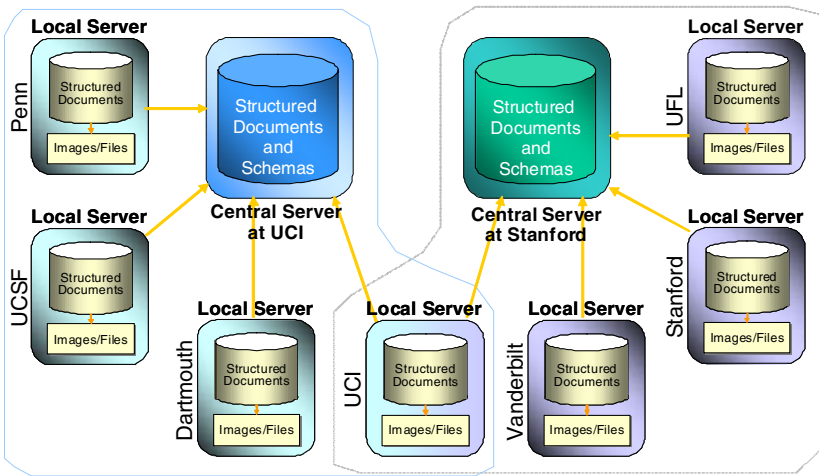 Local Server
Penn
Structured
Documents
Images/Files
Structured
Documents
and
Schemas
Central Server
at UCI
Structured
Documents
and
Schemas
Central Server
at Stanford
Local Server
UFL
Structured
Documents
Images/Files
Local Server
UCSF
Structured
Documents
Images/Files
Local Server
Stanford
Structured
Documents
Images/Files
Local Server
Dartmouth
Structured
Documents
Images/Files
Local Server
UCI
Structured
Documents
Images/Files
Local Server
Vanderbilt
Structured
Documents
Images/Files